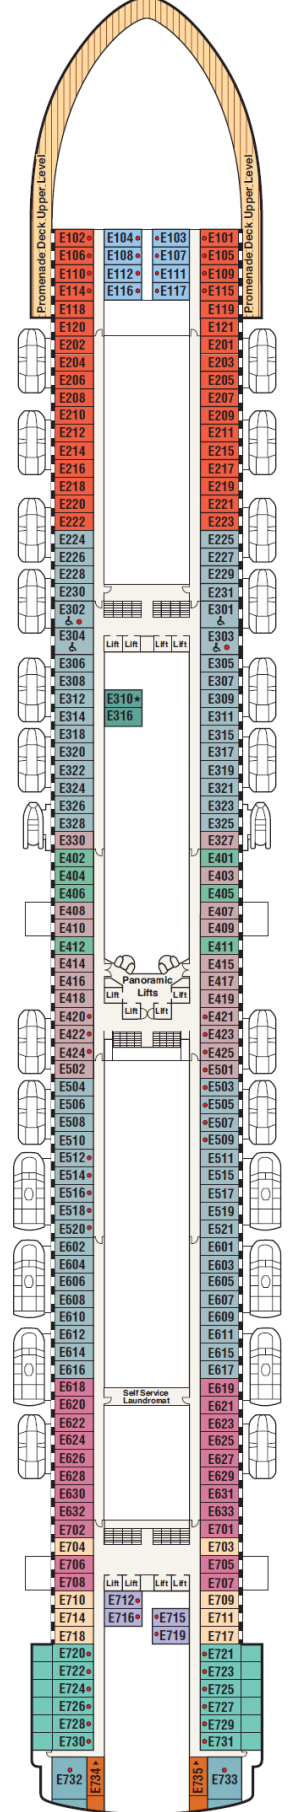 Promenade Deck Upper Level
Promenade Deck Upper Level
E102 E104 E103 E101
E106 E108 E107 E105
E110 E112 E111 E109
E114 E116 E117 E115
E118 E119
E120 E121
E202 E201
E204 E203
E206 E205
E208 E207
E210 E209
E212 E211
E214 E215
E216 E217
E218 E219
E220 E221
E222 E223
E224 E225
E226 E227
E228 E229
E230 E231
E302 E301
E304 Lift Lift Lift Lift E303
E306 E305
E308 E307
E312 E310 E309
E314 E316 E311
E318 E315
E320 E317
E322 E319
E324 E321
E326 E323
E328 E325
E330 E327
E402 E401
E404 E403
E406 E405
E408 E407
E410 E409
E412 E411
E414 E415
E416 Panoramic E417
Lifts
E418 Lift Lift E419
E420 Lift Lift E421
E422 E423
E424 E425
E502 E501
E504 E503
E506 E505
E508 E507
E510 E509
E512 E511
E514 E515
E516 E517
E518 E519
E520 E521
E602 E601
E604 E603
E606 E605
E608 E607
E610 E609
E612 E611
E614 E615
E616 E617
E618 Self Service E619
E620 Laundromat E621
E622 E623
E624 E625
E626 E627
E628 E629
E630 E631
E632 E633
E702 E701
E704 E703
E706 E705
E708 Lift Lift Lift Lift E707
E710 E712 E709
E714 E716 E715 E711
E718 E719 E717
E720 E721
E722 E723
E724 E725
E726 E727
E728 E729
E730 E731
E732 E734 E735 E733